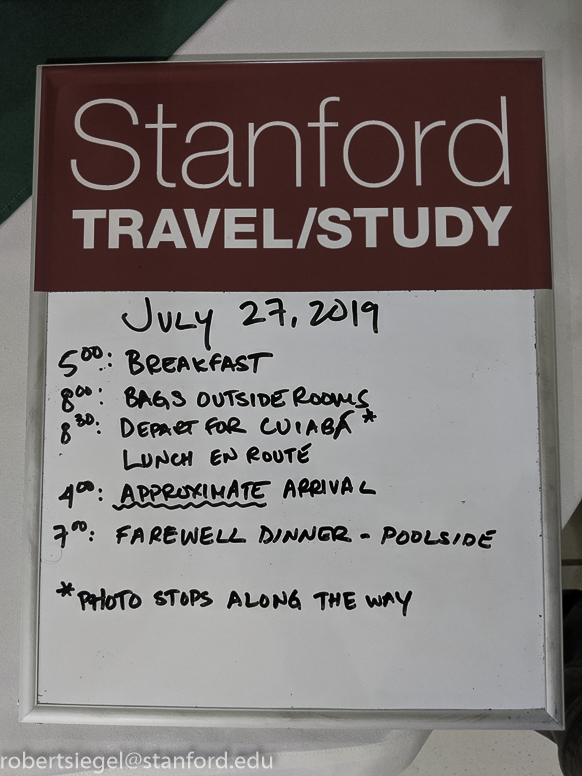 Stanford
TRAVEL/STUDY
JULY 27, 2019
5:00: BREAKFAST
8:00: BAGS OUTSIDE ROOMS
8:30: DEPART FOR CUIABÁ *
LUNCH EN ROUTE
4:00: APPROXIMATE ARRIVAL
7:00: FAREWELL DINNER - POOLSIDE
* PHOTO STOPS ALONG THE WAY
robertsiegel@stanford.edu